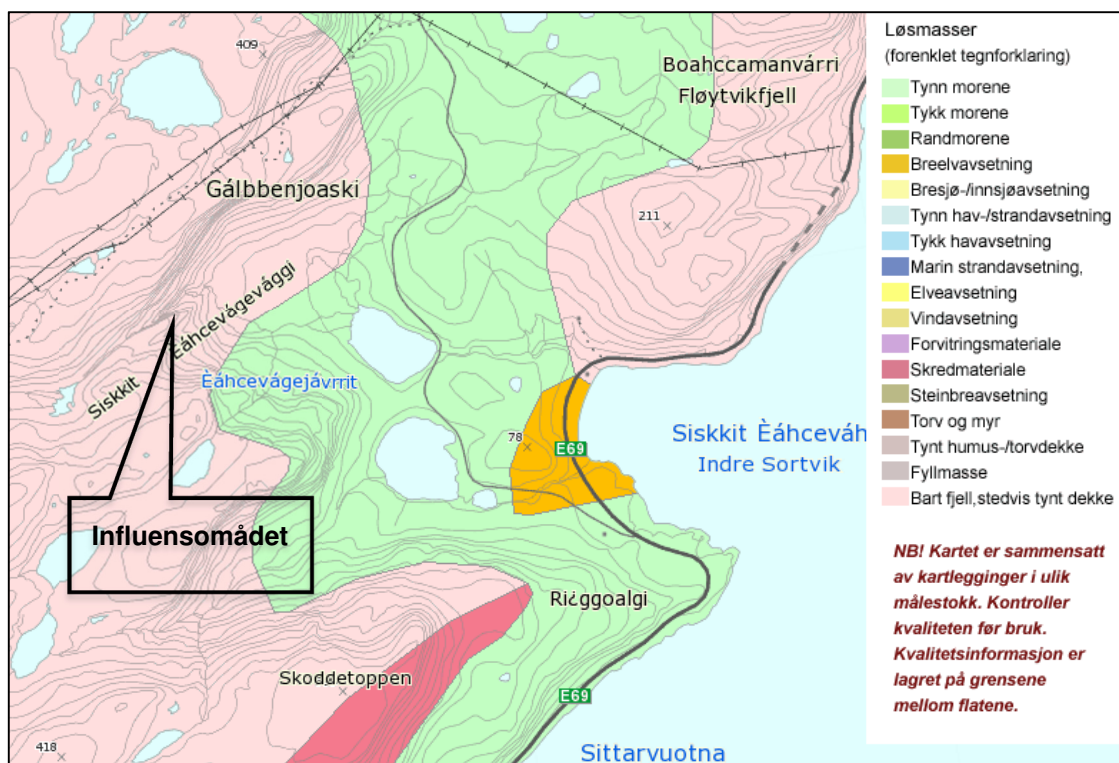 409
Boahccamanvárri
Fløytvikfjell
Gálbbenjoaski
211
Siskkit Èáhcevágevággi
Èáhcevágejávrrit
78
E69
Siskkit Èáhceváh
Indre Sortvik
Influensomådet
Rić̀ggoalgi
Skoddetoppen
E69
418
Sittarvuotna
Løsmasser
(forenklet tegnforklaring)
Tynn morene
Tykk morene
Randmorene
Breelvavsetning
Bresjø-/innsjøavsetning
Tynn hav-/strandavsetning
Tykk havavsetning
Marin strandavsetning,
Elveavsetning
Vindavsetning
Forvitringsmateriale
Skredmateriale
Steinbreavsetning
Torv og myr
Tynt humus-/torvdekke
Fyllmasse
Bart fjell,stedvis tynt dekke
NB! Kartet er sammensatt
av kartlegginger i ulik
målestokk. Kontroller
kvaliteten før bruk.
Kvalitetsinformasjon er
lagret på grensene
mellom flatene.